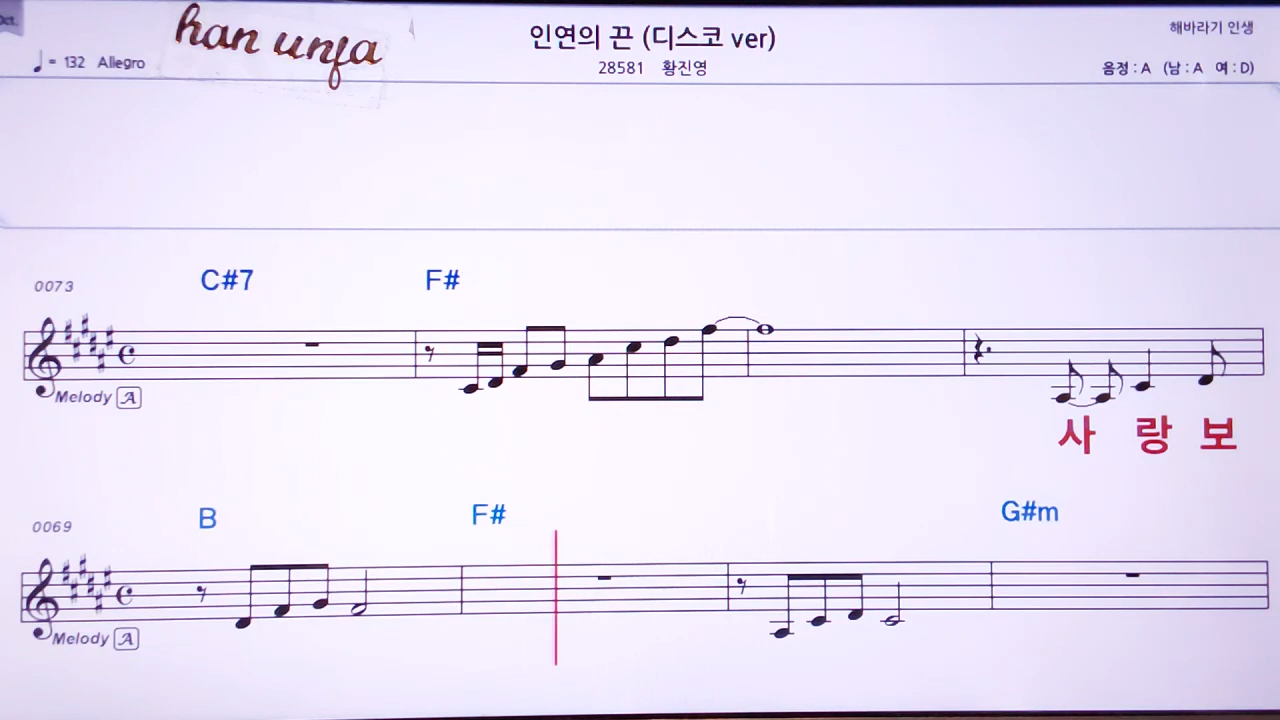 Oct.
han unja
인연의 끈 (디스코 ver)
해바라기 인생
♩= 132 Allegro
28581 황진영
음정 : A (남 : A 여 : D)
C#7 F#
0073
Melody A
사 랑 보
B F# G#m
0069
Melody A